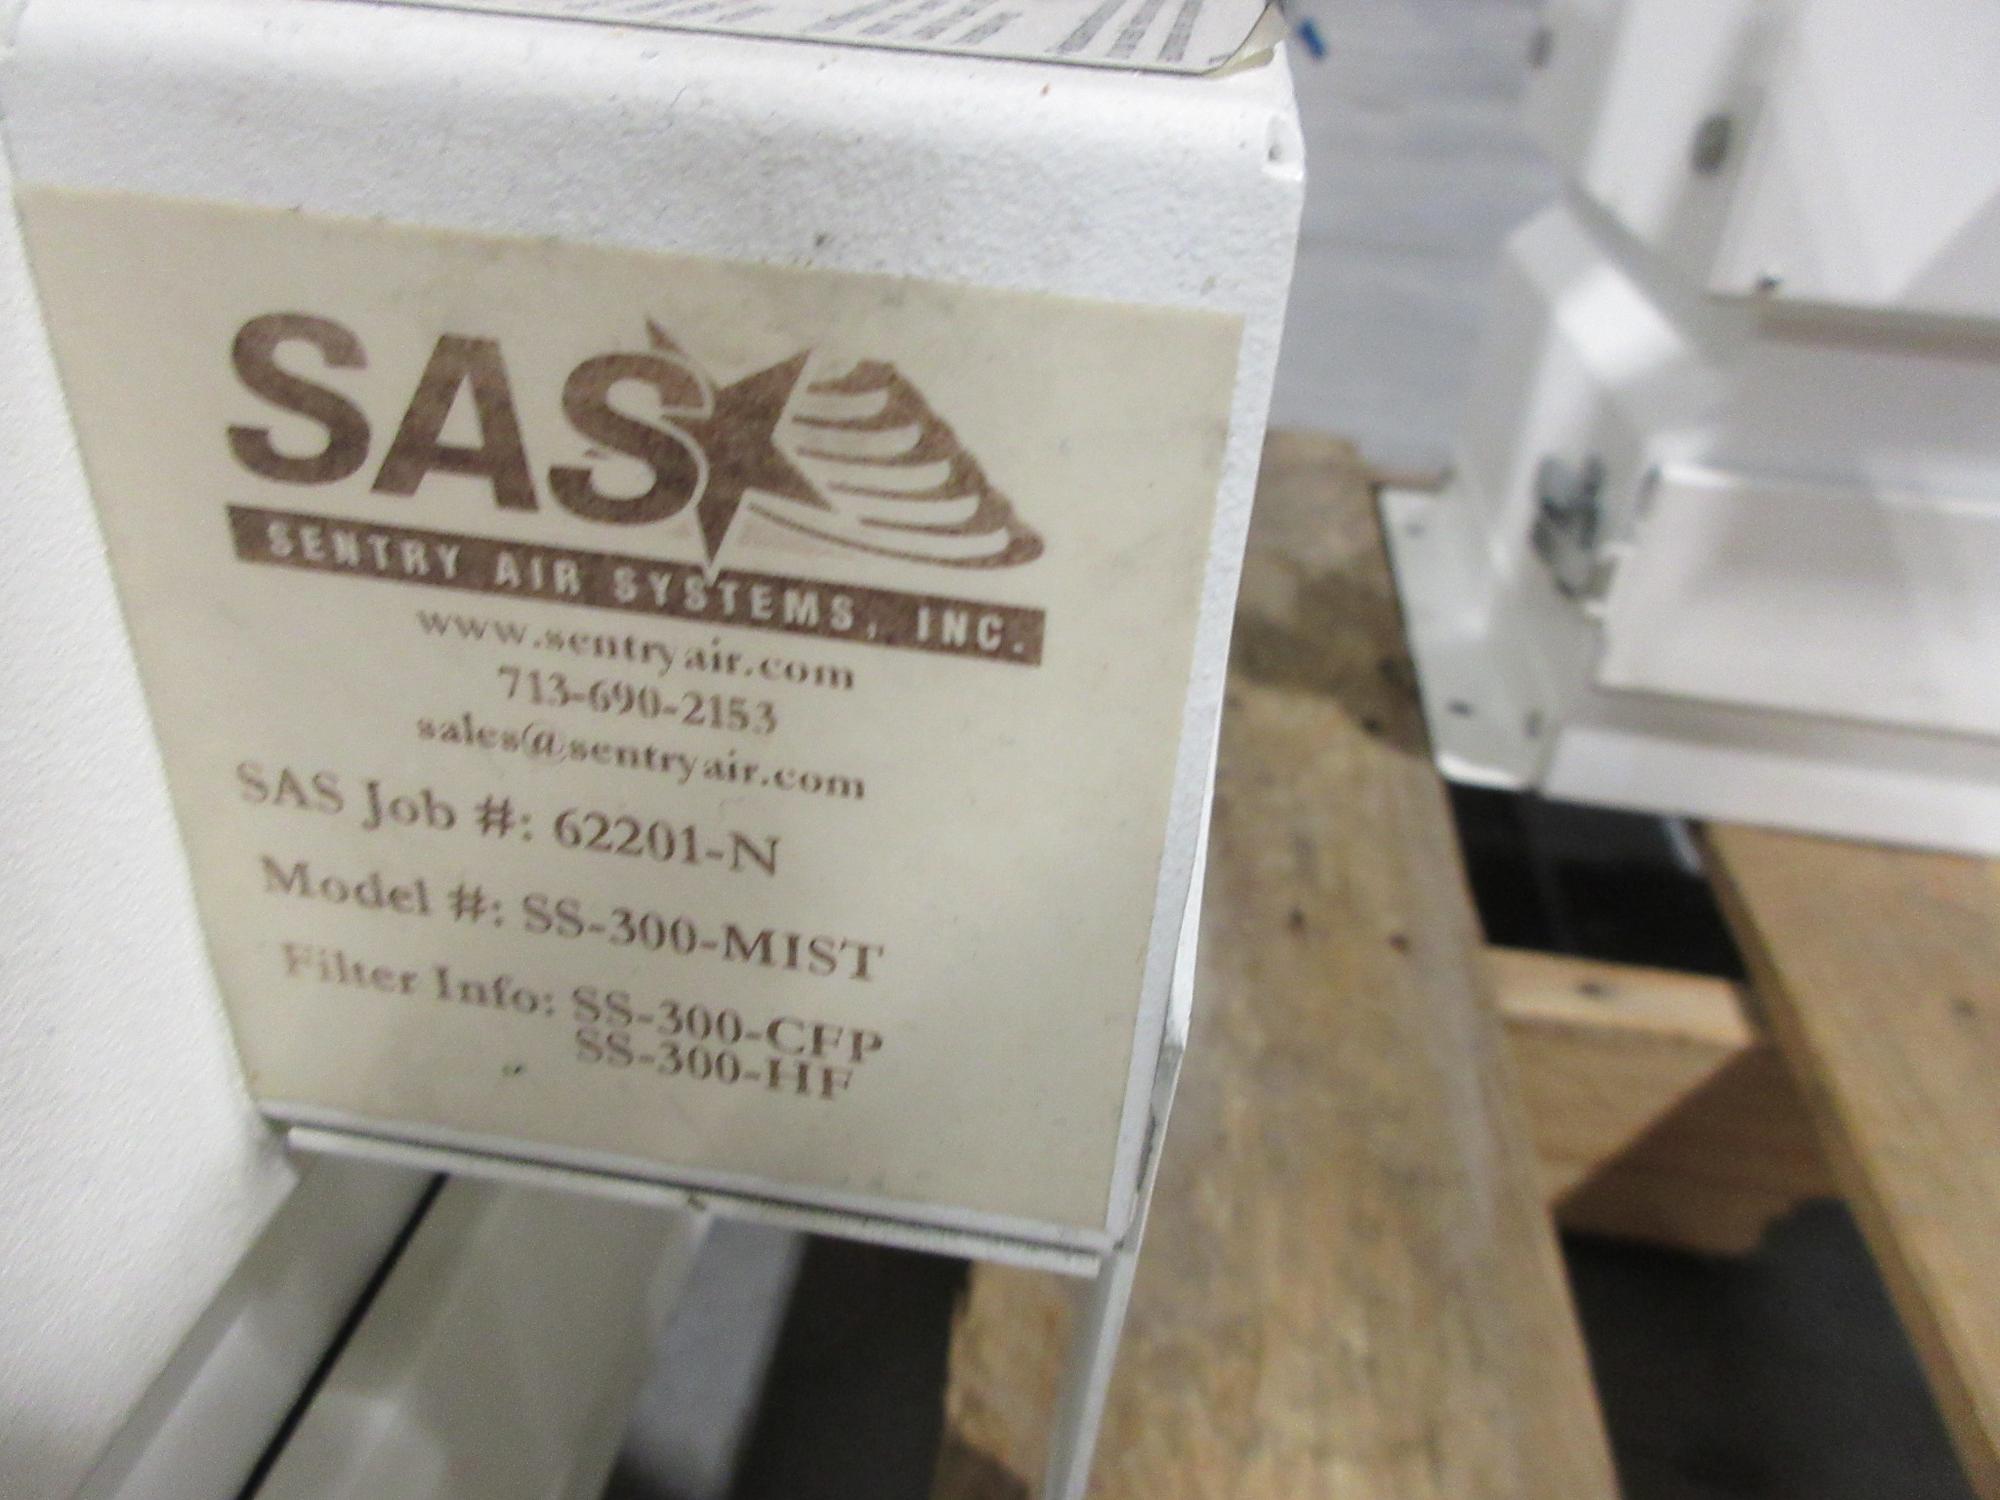 SAS
SENTRY AIR SYSTEMS, INC.
www.sentryair.com
713-690-2153
sales@sentryair.com
SAS Job #: 62201-N
Model #: SS-300-MIST
Filter Info: SS-300-CFP
SS-300-HF